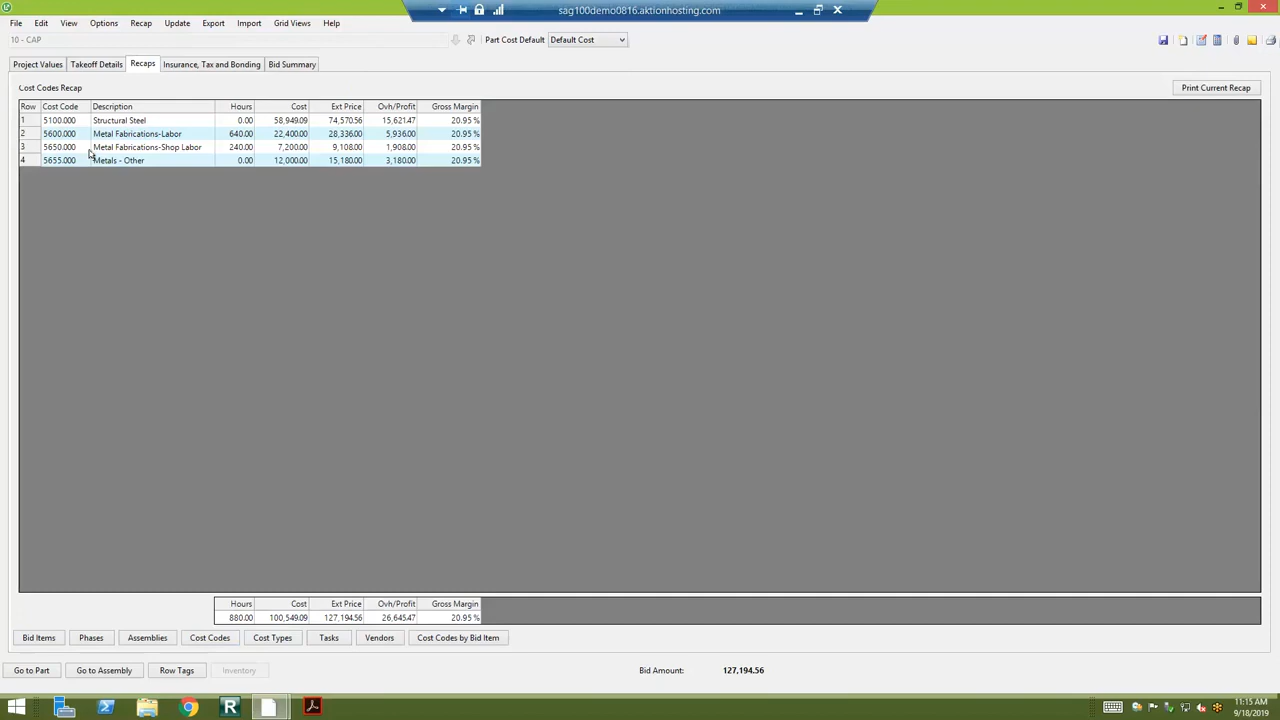 sag100demo0816.aktionhosting.com
File Edit View Options Recap Update Export Import Grid Views Help
10 - CAP Part Cost Default Default Cost
Project Values Takeoff Details Recaps Insurance, Tax and Bonding Bid Summary
Cost Codes Recap Print Current Recap
Row Cost Code Description Hours Cost Ext Price Ovh/Profit Gross Margin
1 5100.000 Structural Steel 0.00 58,949.09 74,570.56 15,621.47 20.95 %
2 5600.000 Metal Fabrications-Labor 640.00 22,400.00 28,336.00 5,936.00 20.95 %
3 5650.000 Metal Fabrications-Shop Labor 240.00 7,200.00 9,108.00 1,908.00 20.95 %
4 5655.000 Metals - Other 0.00 12,000.00 15,180.00 3,180.00 20.95 %
Hours Cost Ext Price Ovh/Profit Gross Margin
880.00 100,549.09 127,194.56 26,645.47 20.95 %
Bid Items Phases Assemblies Cost Codes Cost Types Tasks Vendors Cost Codes by Bid Item
Go to Part Go to Assembly Row Tags Inventory Bid Amount: 127,194.56
R
11:15 AM
9/18/2019